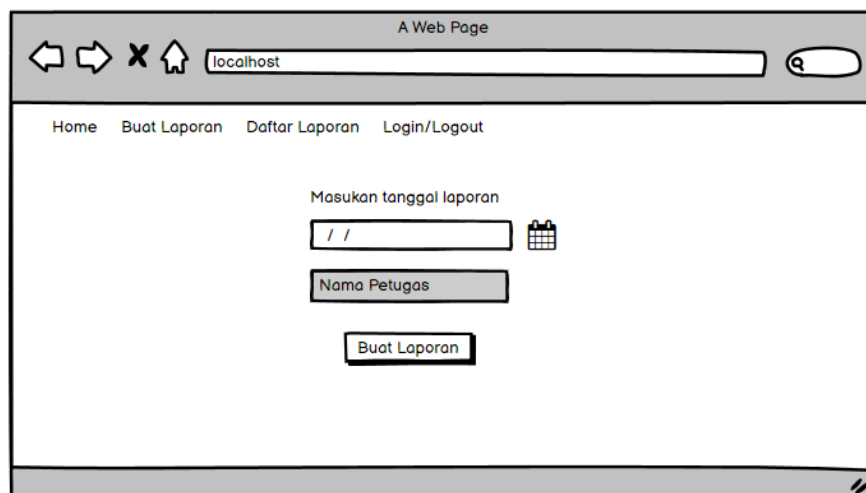 A Web Page
localhost
Home Buat Laporan Daftar Laporan Login/Logout
Masukan tanggal laporan
/ /
Nama Petugas
Buat Laporan